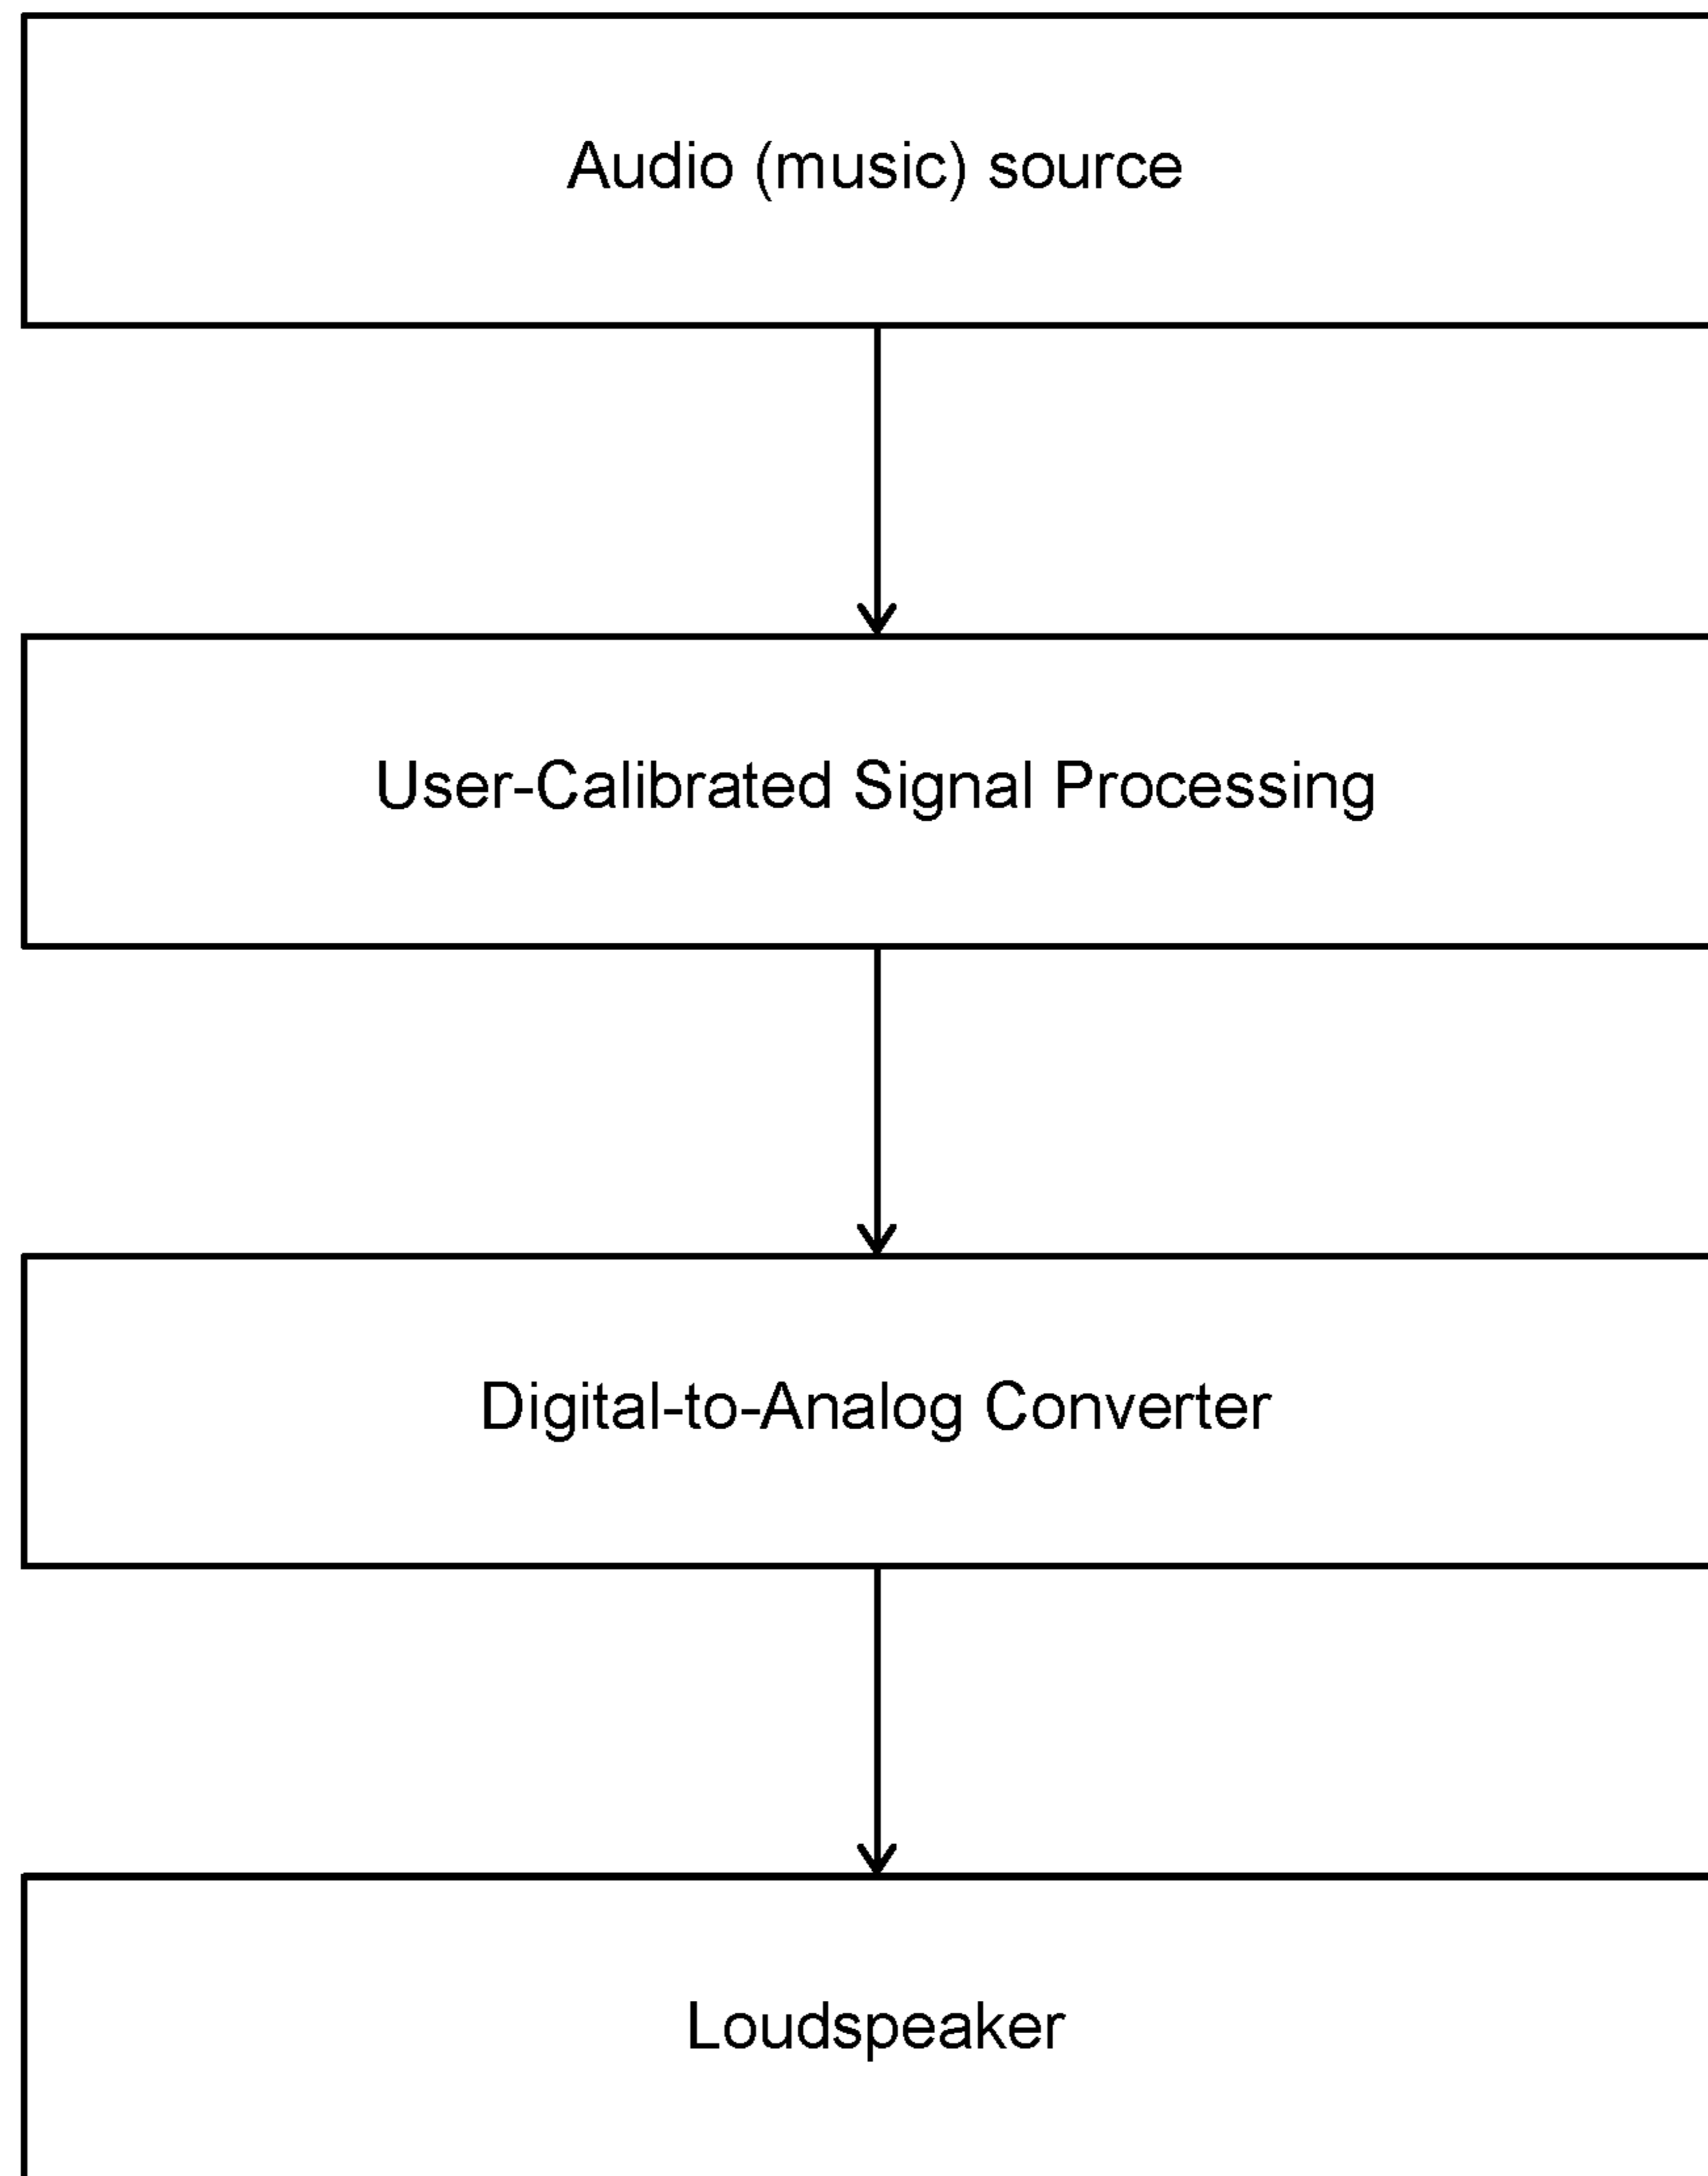 Audio (music) source
User-Calibrated Signal Processing
Digital-to-Analog Converter
Loudspeaker